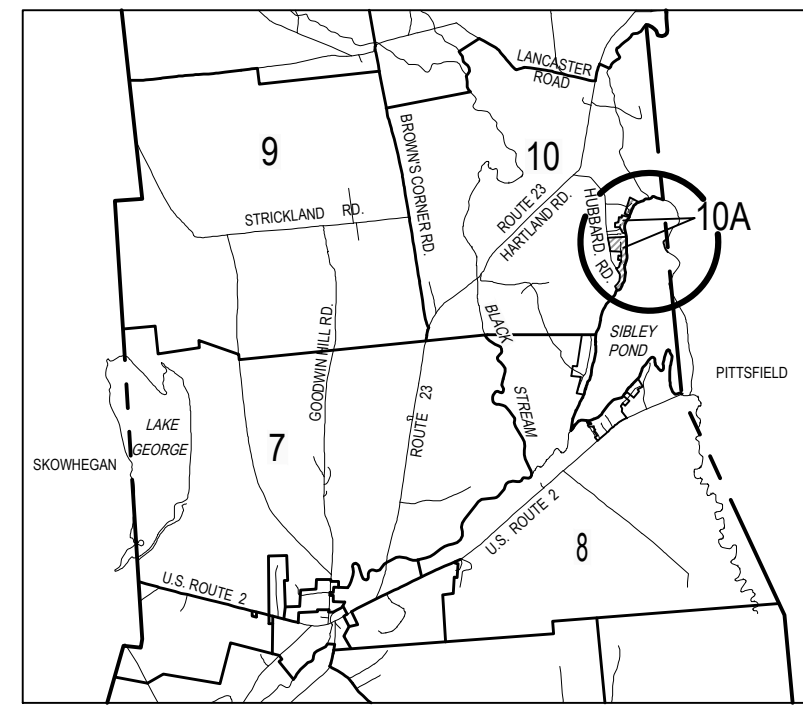 LANCASTER
ROAD
9
BROWN'S CORNER RD.
10
ROUTE 23
HARTLAND RD.
HUBBARD. RD.
10A
STRICKLAND RD.
GOODWIN HILL RD.
BLACK
STREAM
SIBLEY
POND
PITTSFIELD
LAKE
GEORGE
SKOWHEGAN
7
ROUTE 23
U.S. ROUTE 2
8
U.S. ROUTE 2